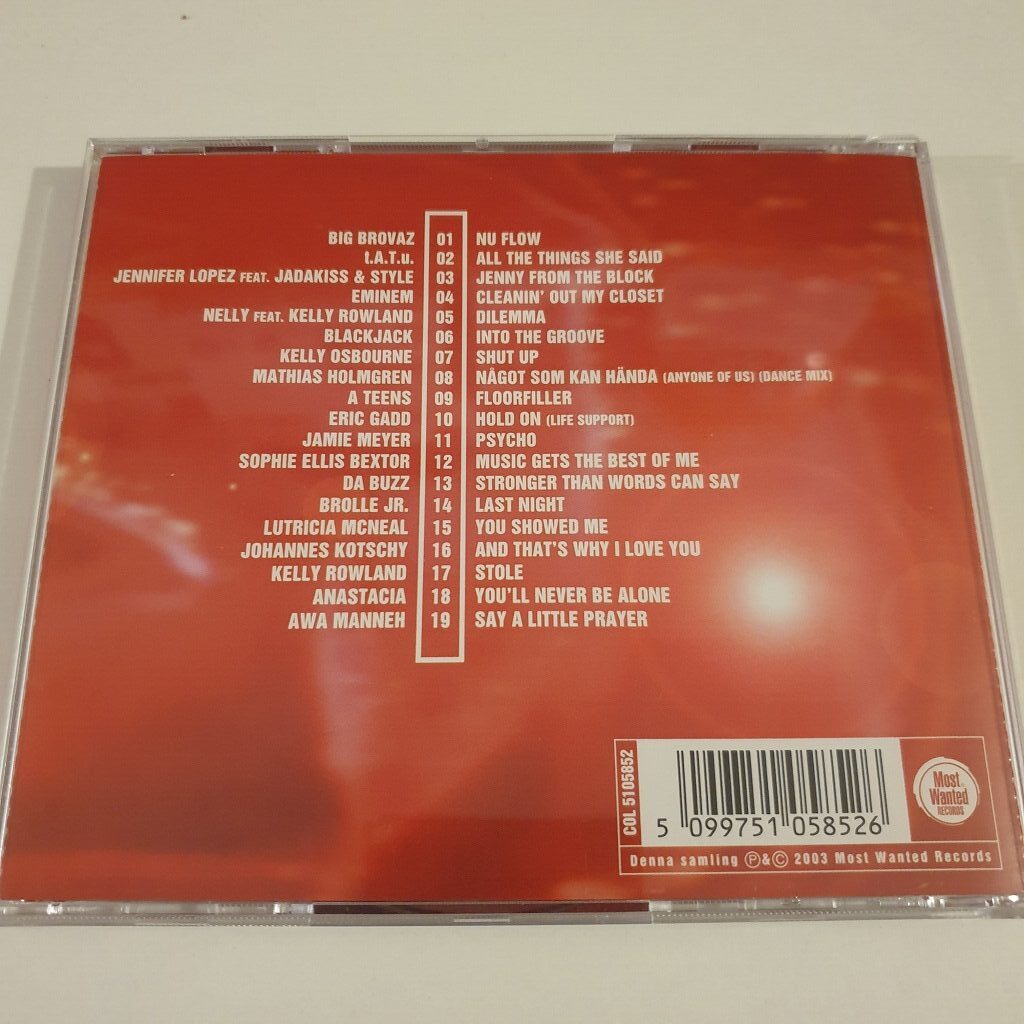 BIG BROVAZ 01 NU FLOW
t.A.T.u. 02 ALL THE THINGS SHE SAID
JENNIFER LOPEZ FEAT. JADAKISS & STYLE 03 JENNY FROM THE BLOCK
EMINEM 04 CLEANIN' OUT MY CLOSET
NELLY FEAT. KELLY ROWLAND 05 DILEMMA
BLACKJACK 06 INTO THE GROOVE
KELLY OSBOURNE 07 SHUT UP
MATHIAS HOLMGREN 08 NÅGOT SOM KAN HÄNDA (ANYONE OF US) (DANCE MIX)
A TEENS 09 FLOORFILLER
ERIC GADD 10 HOLD ON (LIFE SUPPORT)
JAMIE MEYER 11 PSYCHO
SOPHIE ELLIS BEXTOR 12 MUSIC GETS THE BEST OF ME
DA BUZZ 13 STRONGER THAN WORDS CAN SAY
BROLLE JR. 14 LAST NIGHT
LUTRICIA MCNEAL 15 YOU SHOWED ME
JOHANNES KOTSCHY 16 AND THAT'S WHY I LOVE YOU
KELLY ROWLAND 17 STOLE
ANASTACIA 18 YOU'LL NEVER BE ALONE
AWA MANNEH 19 SAY A LITTLE PRAYER
COL 5105852
5 099751 058526
Most
Wanted
RECORDS
Denna samling ℗&© 2003 Most Wanted Records